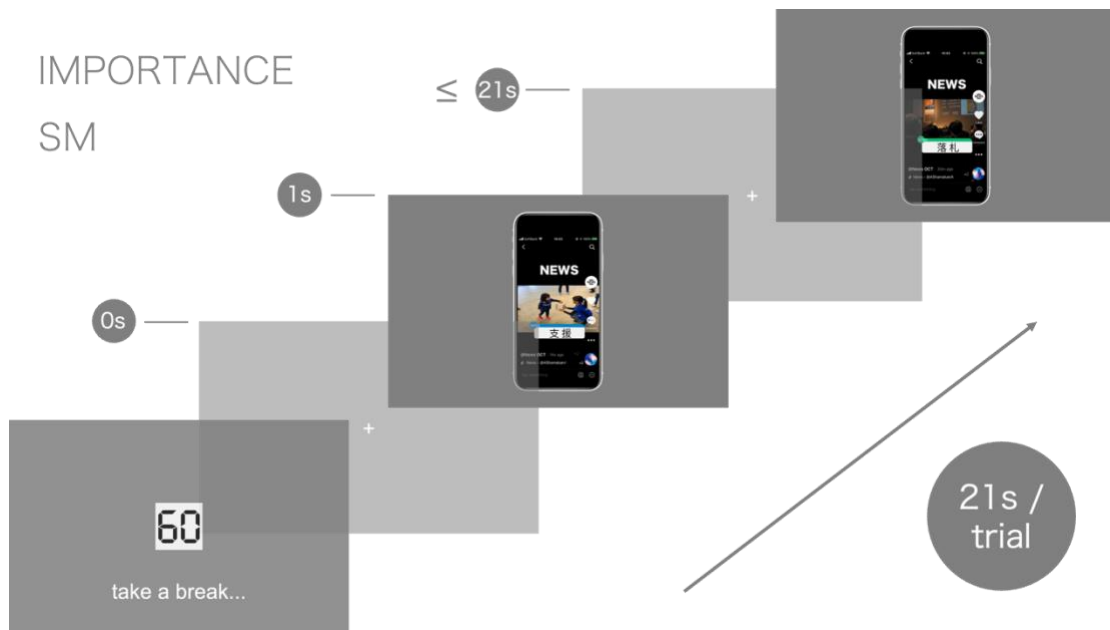 IMPORTANCE
SM
≤ 21s
NEWS
落札
1s
NEWS
支援
0s
60
take a break...
21s /
trial